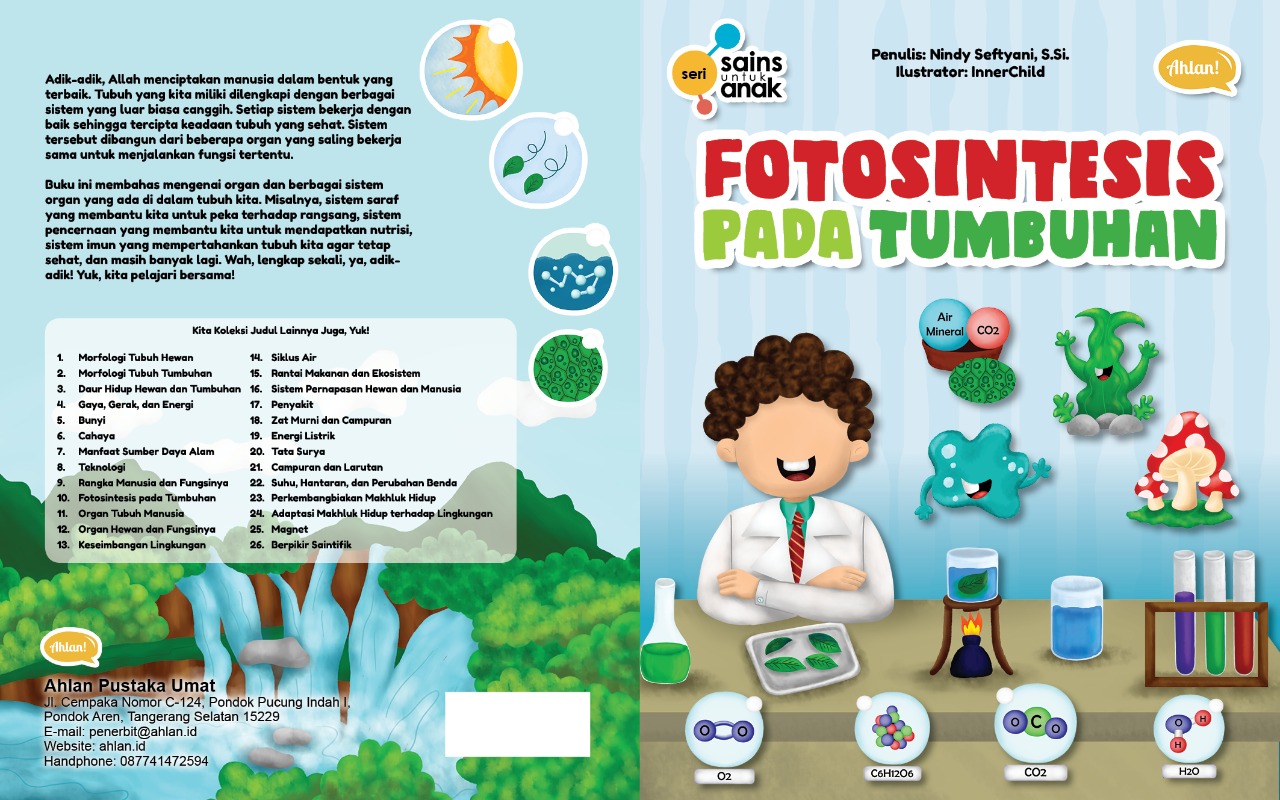 Adik-adik, Allah menciptakan manusia dalam bentuk yang
terbaik. Tubuh yang kita miliki dilengkapi dengan berbagai
sistem yang luar biasa canggih. Setiap sistem bekerja dengan
baik sehingga tercipta keadaan tubuh yang sehat. Sistem
tersebut dibangun dari beberapa organ yang saling bekerja
sama untuk menjalankan fungsi tertentu.
Buku ini membahas mengenai organ dan berbagai sistem
organ yang ada di dalam tubuh kita. Misalnya, sistem saraf
yang membantu kita untuk peka terhadap rangsang, sistem
pencernaan yang membantu kita untuk mendapatkan nutrisi,
sistem imun yang mempertahankan tubuh kita agar tetap
sehat, dan masih banyak lagi. Wah, lengkap sekali, ya, adik-
adik! Yuk, kita pelajari bersama!
Kita Koleksi Judul Lainnya Juga, Yuk!
1. Morfologi Tubuh Hewan
2. Morfologi Tubuh Tumbuhan
3. Daur Hidup Hewan dan Tumbuhan
4. Gaya, Gerak, dan Energi
5. Bunyi
6. Cahaya
7. Manfaat Sumber Daya Alam
8. Teknologi
9. Rangka Manusia dan Fungsinya
10. Fotosintesis pada Tumbuhan
11. Organ Tubuh Manusia
12. Organ Hewan dan Fungsinya
13. Keseimbangan Lingkungan
14. Siklus Air
15. Rantai Makanan dan Ekosistem
16. Sistem Pernapasan Hewan dan Manusia
17. Penyakit
18. Zat Murni dan Campuran
19. Energi Listrik
20. Tata Surya
21. Campuran dan Larutan
22. Suhu, Hantaran, dan Perubahan Benda
23. Perkembangbiakan Makhluk Hidup
24. Adaptasi Makhluk Hidup terhadap Lingkungan
25. Magnet
26. Berpikir Saintifik
Ahlan!
Ahlan Pustaka Umat
Jl. Cempaka Nomor C-124, Pondok Pucung Indah I,
Pondok Aren, Tangerang Selatan 15229
E-mail: penerbit@ahlan.id
Website: ahlan.id
Handphone: 087741472594
seri
sains
untuk
anak
Penulis: Nindy Seftyani, S.Si.
Ilustrator: InnerChild
Ahlan!
FOTOSINTESIS
PADA TUMBUHAN
Air
Mineral
CO2
O O
O C O
O H
H
O2
C6H12O6
CO2
H2O